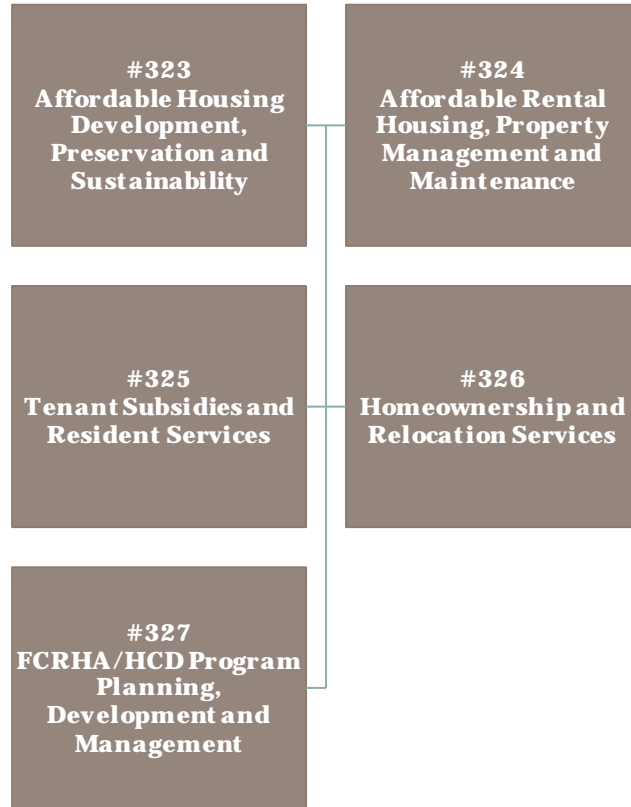 #323
Affordable Housing
Development,
Preservation and
Sustainability
#324
Affordable Rental
Housing, Property
Management and
Maintenance
#325
Tenant Subsidies and
Resident Services
#326
Homeownership and
Relocation Services
#327
FCRHA/HCD Program
Planning,
Development and
Management